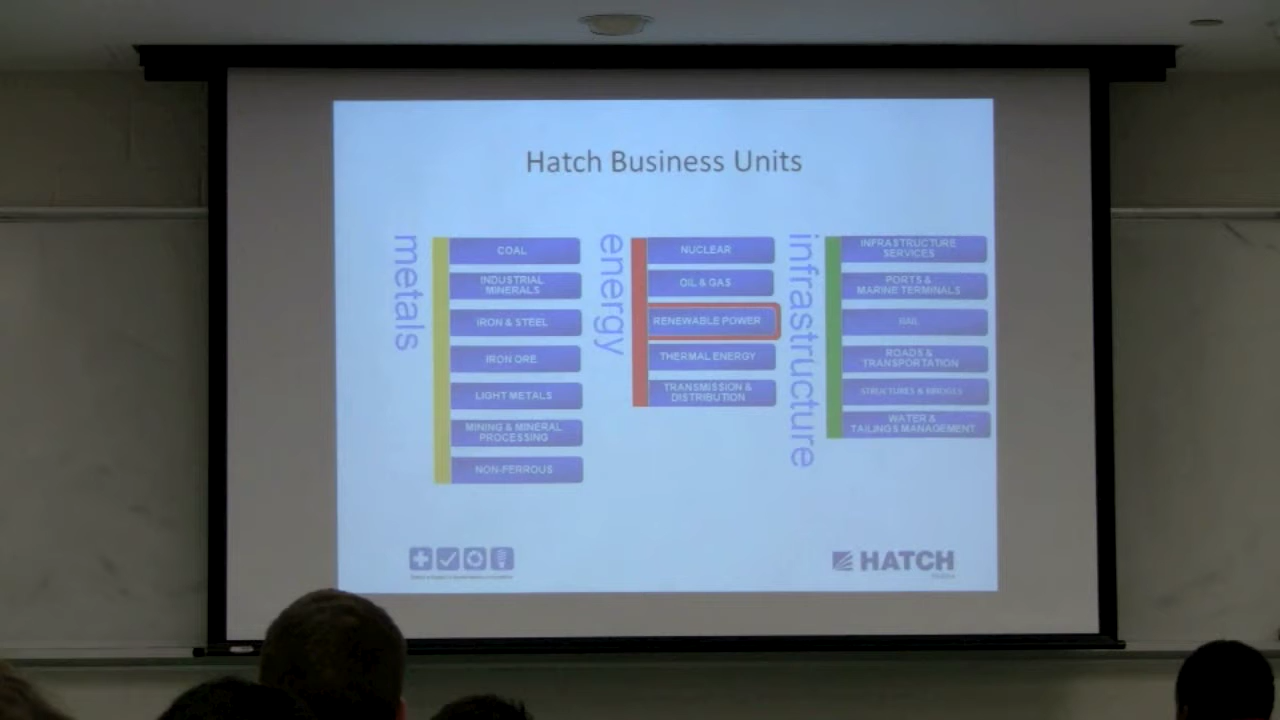 Hatch Business Units
metals
COAL
INDUSTRIAL
MINERALS
IRON & STEEL
IRON ORE
LIGHT METALS
MINING & MINERAL
PROCESSING
NON-FERROUS
energy
NUCLEAR
OIL & GAS
RENEWABLE POWER
THERMAL ENERGY
TRANSMISSION &
DISTRIBUTION
infrastructure
INFRASTRUCTURE
SERVICES
PORTS &
MARINE TERMINALS
RAIL
ROADS &
TRANSPORTATION
STRUCTURES & BRIDGES
WATER &
TAILINGS MANAGEMENT
HATCH